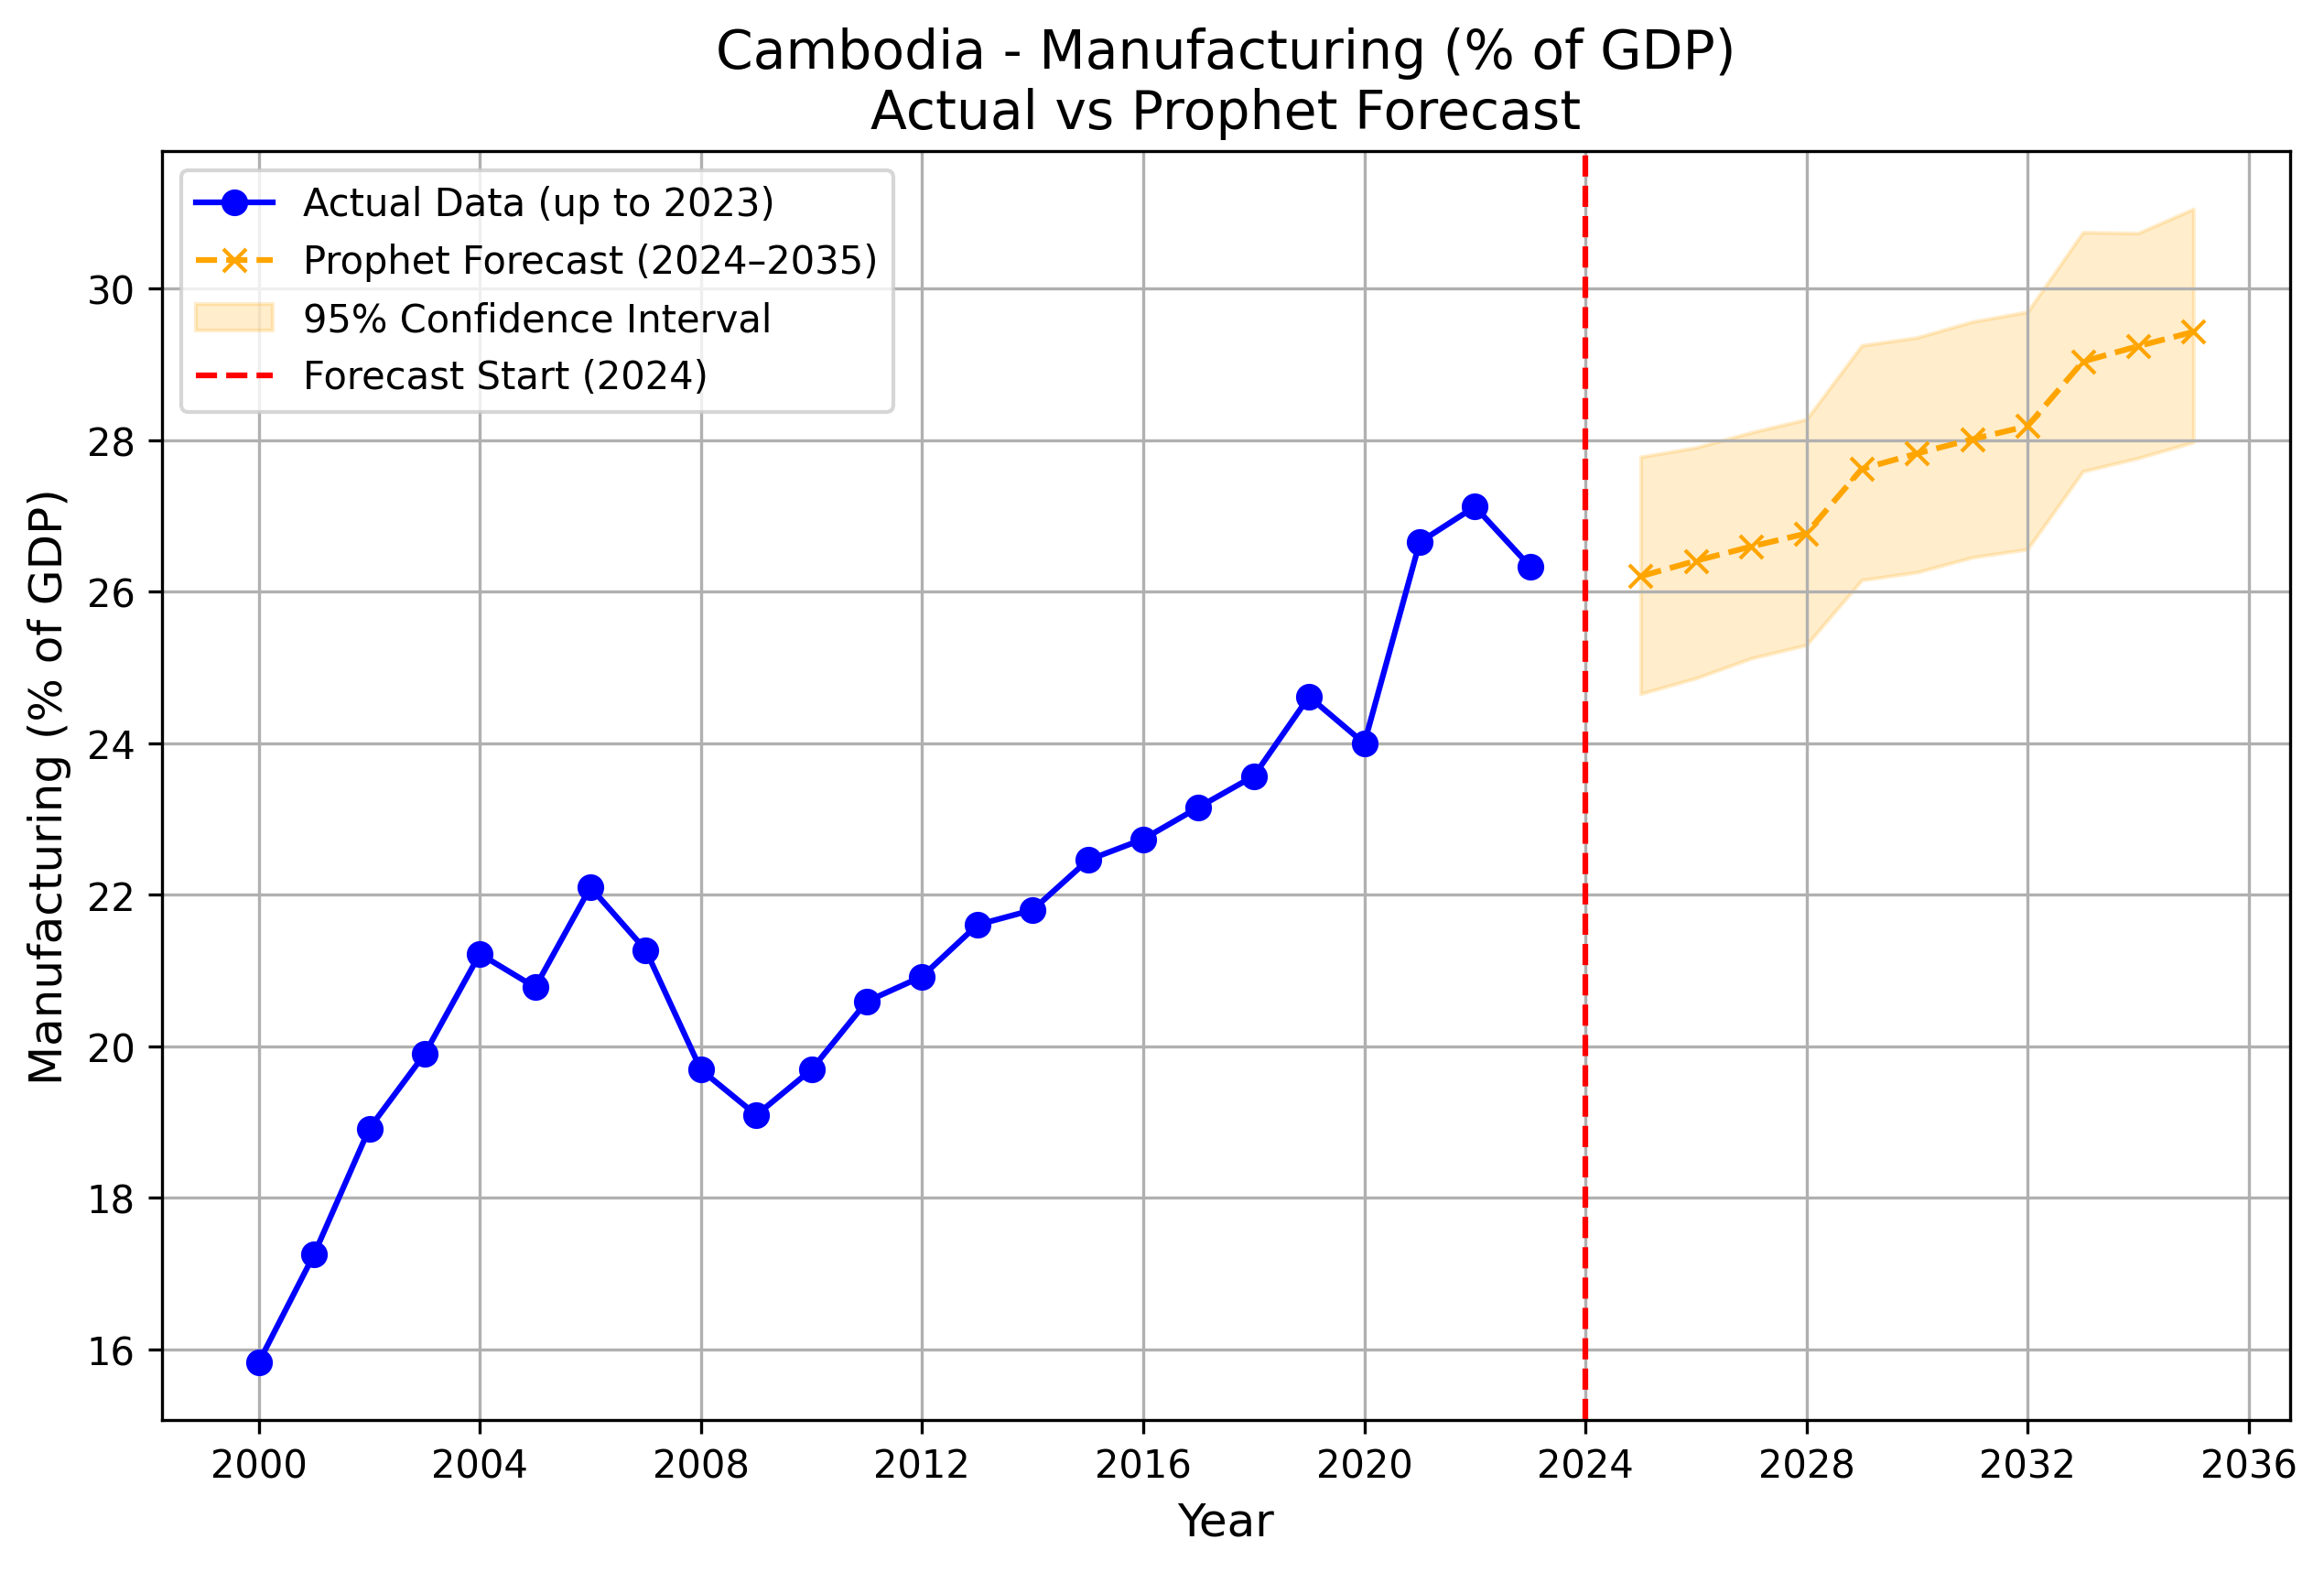 Cambodia - Manufacturing (% of GDP)
Actual vs Prophet Forecast
Actual Data (up to 2023)
Prophet Forecast (2024–2035)
95% Confidence Interval
Forecast Start (2024)
Manufacturing (% of GDP)
30
28
26
24
22
20
18
16
2000 2004 2008 2012 2016 2020 2024 2028 2032 2036
Year